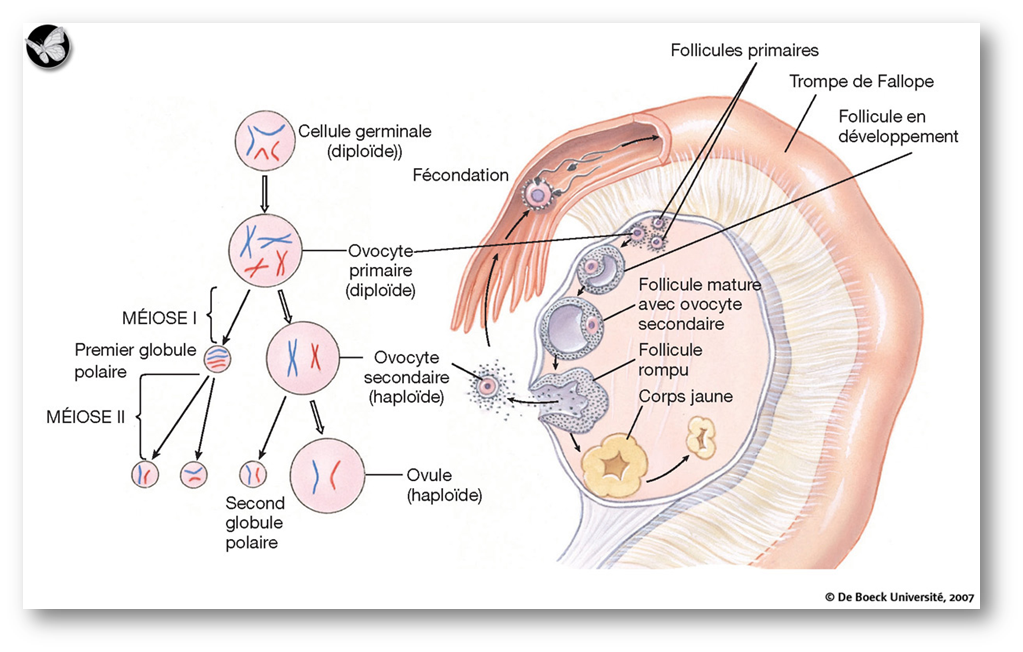 Follicules primaires
Trompe de Fallope
Follicule en
développement
Cellule germinale
(diploïde))
Fécondation
Ovocyte
primaire
(diploïde)
Follicule mature
avec ovocyte
secondaire
MÉIOSE I
Premier globule
polaire
Ovocyte
secondaire
(haploïde)
Follicule
rompu
Corps jaune
MÉIOSE II
Ovule
(haploïde)
Second
globule
polaire
© De Boeck Université, 2007